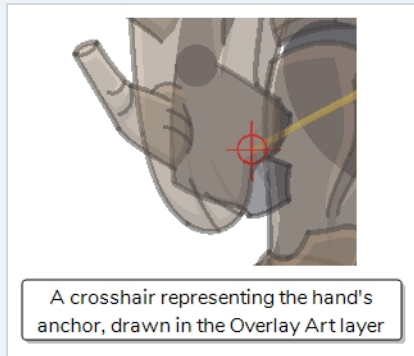 A crosshair representing the hand's
anchor, drawn in the Overlay Art layer